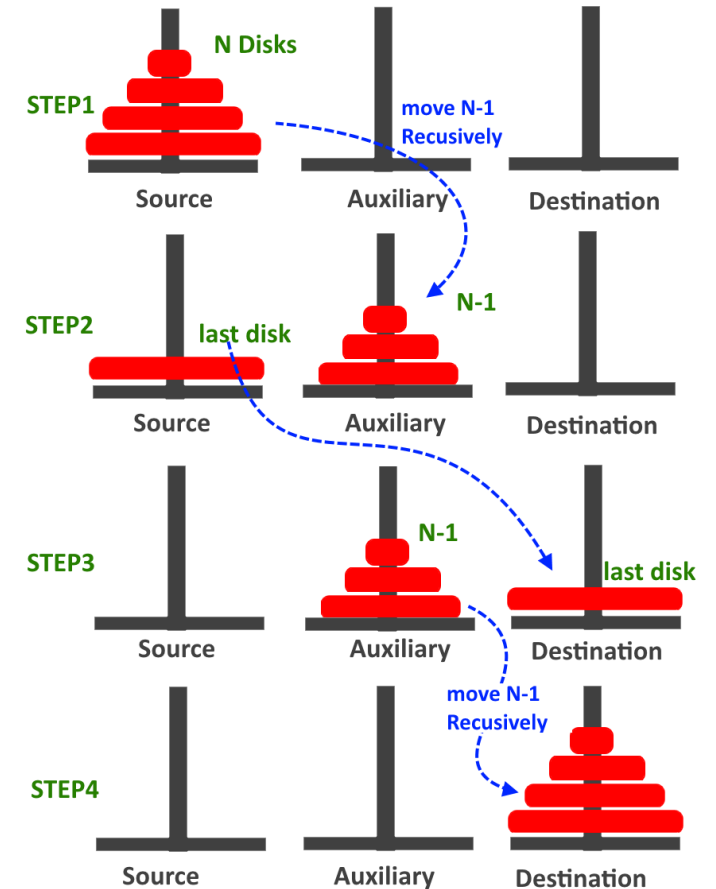 N Disks
STEP1
move N-1
Recusively
Source
Auxiliary
Destination
STEP2
last disk
N-1
Source
Auxiliary
Destination
STEP3
N-1
last disk
Source
Auxiliary
Destination
move N-1
Recusively
STEP4
Source
Auxiliary
Destination